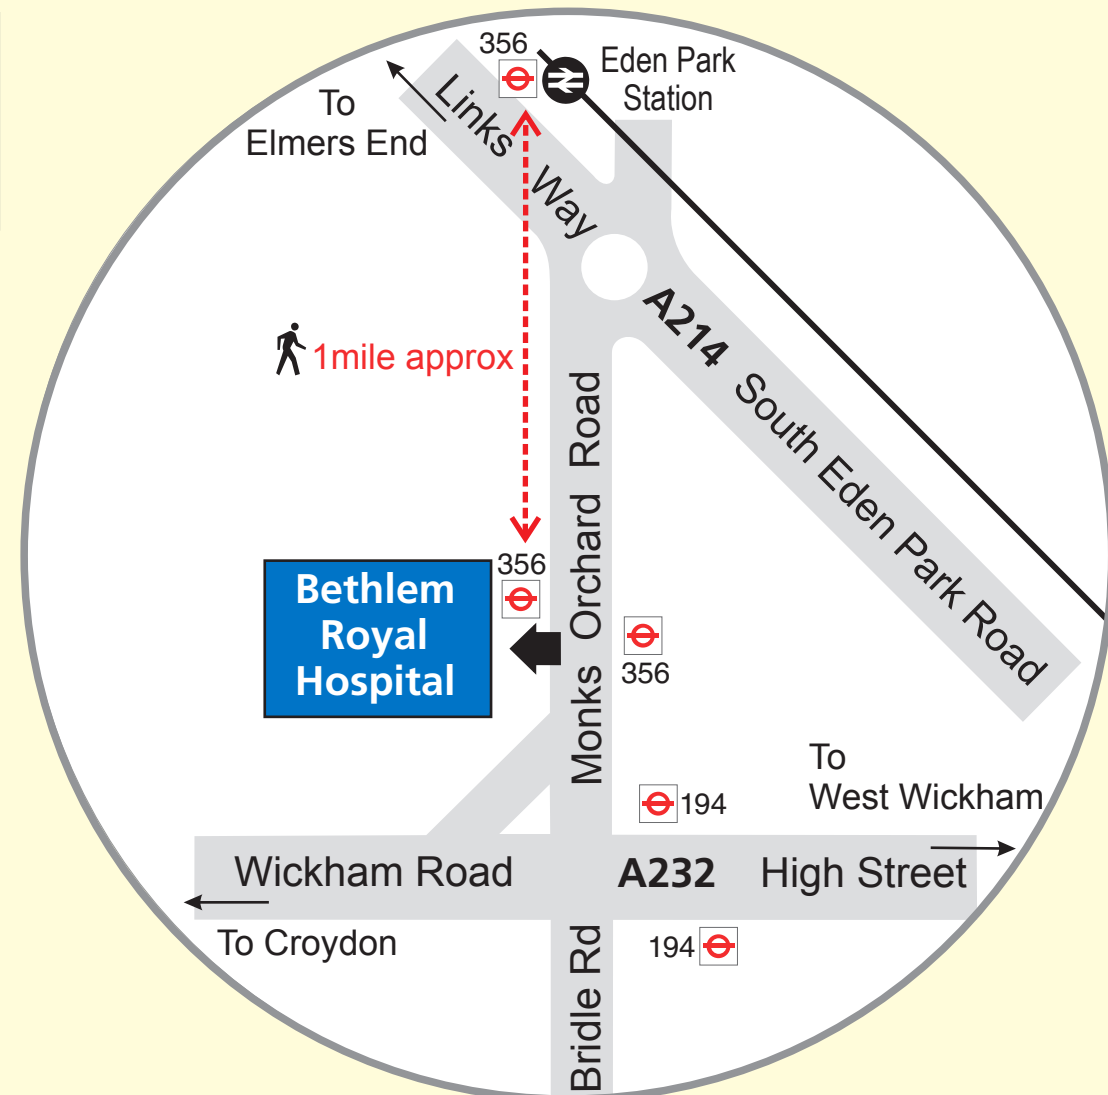 356
Eden Park
Station
To
Elmers End
Links Way
A214 South Eden Park Road
1mile approx
Monks Orchard Road
356
Bethlem
Royal
Hospital
356
To
West Wickham
194
Wickham Road
A232
High Street
To Croydon
194
Bridle Rd